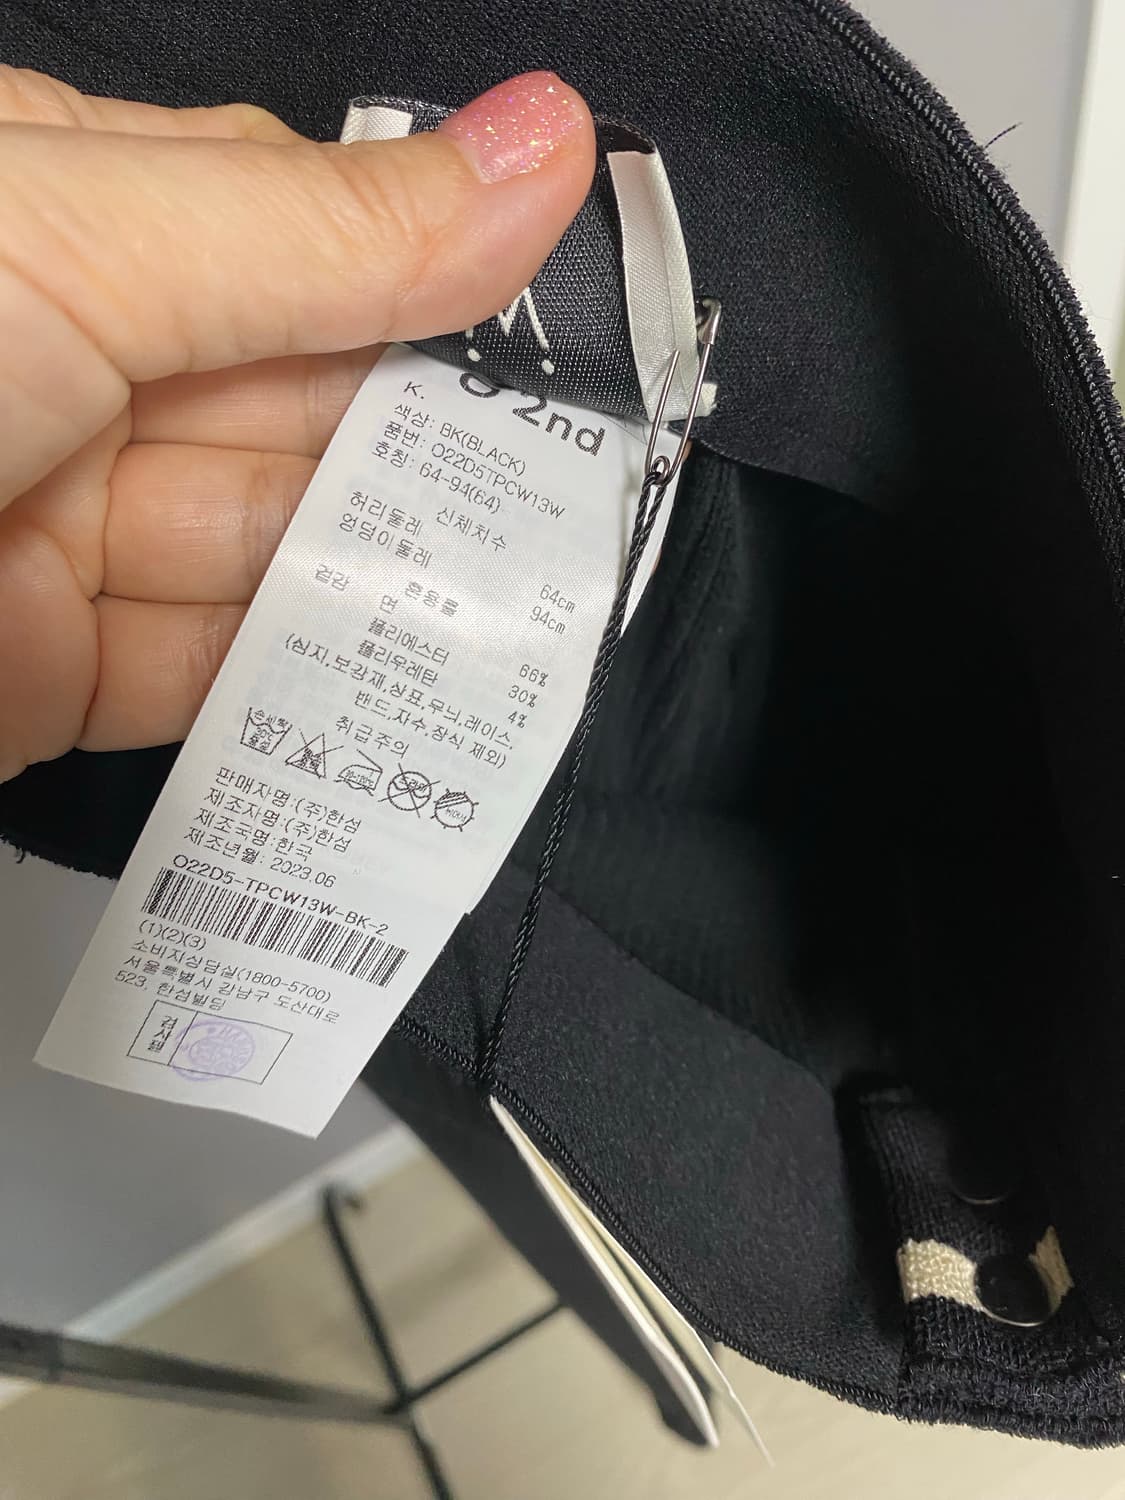 2nd
K.
색상: BK(BLACK)
품번: O22D5TPCW13W
호칭: 64-94(64)
신체치수
허리둘레 64cm
엉덩이둘레 94cm
겉감 혼용률
면 66%
폴리에스터 30%
폴리우레탄 4%
(심지,보강재,상표,무늬,레이스,
밴드,자수,장식 제외)
취급주의
손세탁
판매자명:(주)한섬
제조자명:(주)한섬
제조국명:한국
제조년월: 2023.06
O22D5-TPCW13W-BK-2
(1)(2)(3)
소비자상담실(1800-5700)
서울특별시 강남구 도산대로
523, 한섬빌딩
검사필